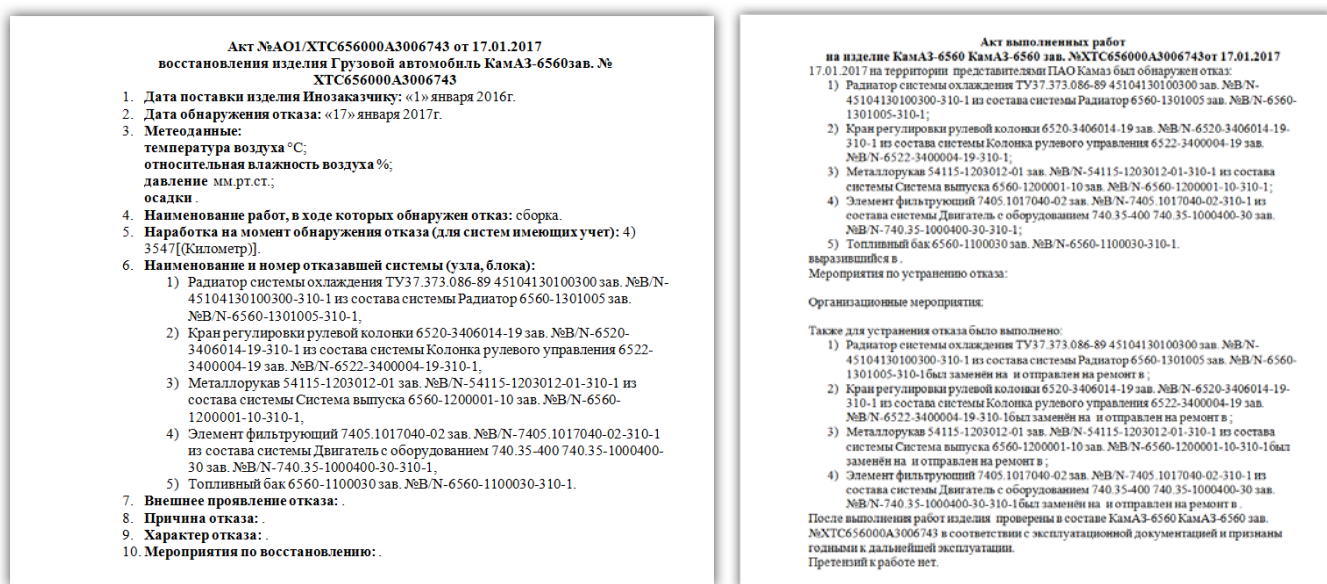 Акт №АО1/ХТС656000А3006743 от 17.01.2017
восстановления изделия Грузовой автомобиль КамАЗ-6560зав. №
ХТС656000А3006743
1. Дата поставки изделия Инозаказчику: «1» января 2016г.
2. Дата обнаружения отказа: «17» января 2017г.
3. Метеоданные:
температура воздуха °С;
относительная влажность воздуха %;
давление мм.рт.ст.;
осадки .
4. Наименование работ, в ходе которых обнаружен отказ: сборка.
5. Наработка на момент обнаружения отказа (для систем имеющих учет): 4)
3547[(Километр)].
6. Наименование и номер отказавшей системы (узла, блока):
1) Радиатор системы охлаждения ТУ37.373.086-89 45104130100300 зав. №B/N-
45104130100300-310-1 из состава системы Радиатор 6560-1301005 зав.
№B/N-6560-1301005-310-1,
2) Кран регулировки рулевой колонки 6520-3406014-19 зав. №B/N-6520-
3406014-19-310-1 из состава системы Колонка рулевого управления 6522-
3400004-19 зав. №B/N-6522-3400004-19-310-1,
3) Металлорукав 54115-1203012-01 зав. №B/N-54115-1203012-01-310-1 из
состава системы Система выпуска 6560-1200001-10 зав. №B/N-6560-
1200001-10-310-1,
4) Элемент фильтрующий 7405.1017040-02 зав. №B/N-7405.1017040-02-310-1
из состава системы Двигатель с оборудованием 740.35-400 740.35-1000400-
30 зав. №B/N-740.35-1000400-30-310-1,
5) Топливный бак 6560-1100030 зав. №B/N-6560-1100030-310-1.
7. Внешнее проявление отказа: .
8. Причина отказа: .
9. Характер отказа: .
10. Мероприятия по восстановлению: .
Акт выполненных работ
на изделие КамАЗ-6560 КамАЗ-6560 зав. №ХТС656000А3006743от 17.01.2017
17.01.2017 на территории представителями ПАО Камаз был обнаружен отказ:
1) Радиатор системы охлаждения ТУ37.373.086-89 45104130100300 зав. №B/N-
45104130100300-310-1 из состава системы Радиатор 6560-1301005 зав. №B/N-6560-
1301005-310-1;
2) Кран регулировки рулевой колонки 6520-3406014-19 зав. №B/N-6520-3406014-19-
310-1 из состава системы Колонка рулевого управления 6522-3400004-19 зав.
№B/N-6522-3400004-19-310-1;
3) Металлорукав 54115-1203012-01 зав. №B/N-54115-1203012-01-310-1 из состава
системы Система выпуска 6560-1200001-10 зав. №B/N-6560-1200001-10-310-1;
4) Элемент фильтрующий 7405.1017040-02 зав. №B/N-7405.1017040-02-310-1 из
состава системы Двигатель с оборудованием 740.35-400 740.35-1000400-30 зав.
№B/N-740.35-1000400-30-310-1;
5) Топливный бак 6560-1100030 зав. №B/N-6560-1100030-310-1.
выразившийся в .
Мероприятия по устранению отказа:
Организационные мероприятия:
Также для устранения отказа было выполнено:
1) Радиатор системы охлаждения ТУ37.373.086-89 45104130100300 зав. №B/N-
45104130100300-310-1 из состава системы Радиатор 6560-1301005 зав. №B/N-6560-
1301005-310-1был заменён на и отправлен на ремонт в ;
2) Кран регулировки рулевой колонки 6520-3406014-19 зав. №B/N-6520-3406014-19-
310-1 из состава системы Колонка рулевого управления 6522-3400004-19 зав.
№B/N-6522-3400004-19-310-1был заменён на и отправлен на ремонт в ;
3) Металлорукав 54115-1203012-01 зав. №B/N-54115-1203012-01-310-1 из состава
системы Система выпуска 6560-1200001-10 зав. №B/N-6560-1200001-10-310-1был
заменён на и отправлен на ремонт в ;
4) Элемент фильтрующий 7405.1017040-02 зав. №B/N-7405.1017040-02-310-1 из
состава системы Двигатель с оборудованием 740.35-400 740.35-1000400-30 зав.
№B/N-740.35-1000400-30-310-1был заменён на и отправлен на ремонт в .
После выполнения работ изделия проверены в составе КамАЗ-6560 КамАЗ-6560 зав.
№ХТС656000А3006743 в соответствии с эксплуатационной документацией и признаны
годными к дальнейшей эксплуатации.
Претензий к работе нет.